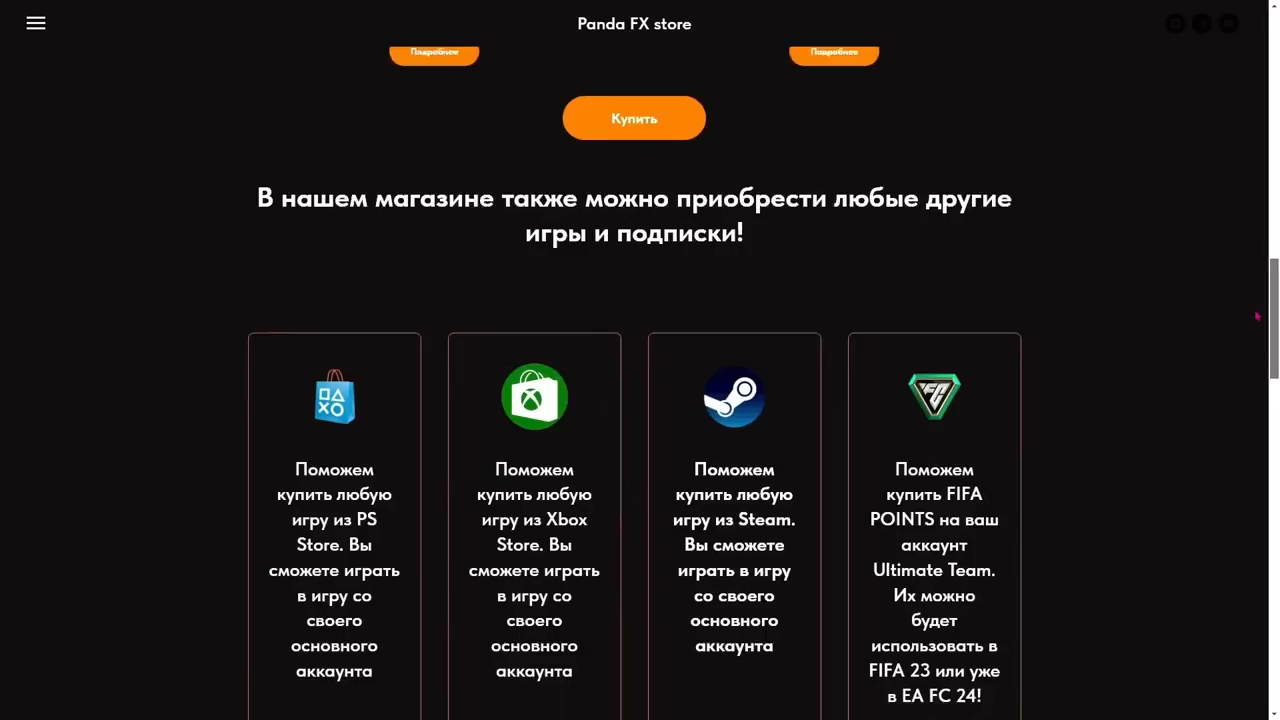 Panda FX store
Подробнее
Подробнее
Купить
В нашем магазине также можно приобрести любые другие
игры и подписки!
Поможем
купить любую
игру из PS
Store. Вы
сможете играть
в игру со
своего
основного
аккаунта
Поможем
купить любую
игру из Xbox
Store. Вы
сможете играть
в игру со
своего
основного
аккаунта
Поможем
купить любую
игру из Steam.
Вы сможете
играть в игру
со своего
основного
аккаунта
FC
Поможем
купить FIFA
POINTS на ваш
аккаунт
Ultimate Team.
Их можно
будет
использовать в
FIFA 23 или уже
в EA FC 24!